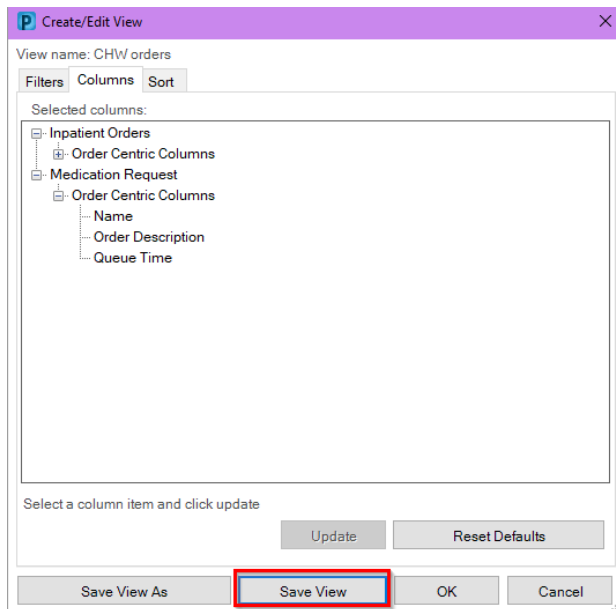 Create/Edit View
View name: CHW orders
Filters Columns Sort
Selected columns:
Inpatient Orders
Order Centric Columns
Medication Request
Order Centric Columns
Name
Order Description
Queue Time
Select a column item and click update
Update Reset Defaults
Save View As Save View OK Cancel